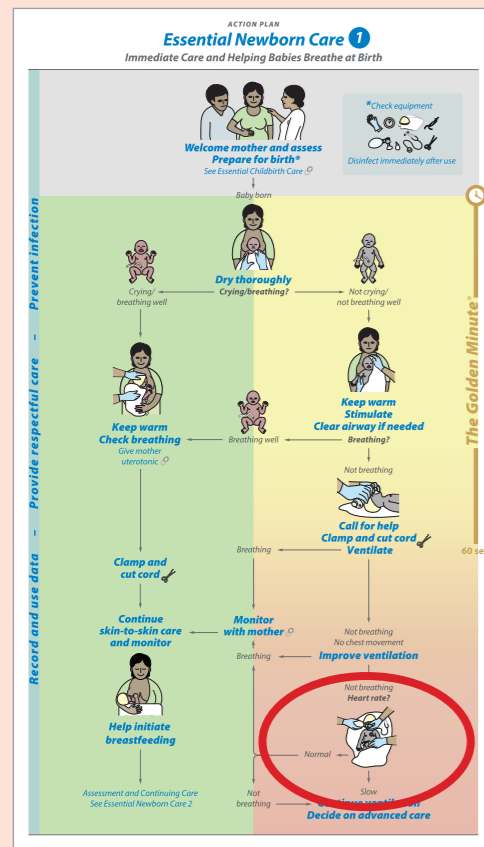 ACTION PLAN
Essential Newborn Care 1
Immediate Care and Helping Babies Breathe at Birth
Welcome mother and assess
Prepare for birth*
See Essential Childbirth Care
*Check equipment
Disinfect immediately after use
Baby born
Dry thoroughly
Crying/breathing?
Crying/
breathing well
Not crying/
not breathing well
Keep warm
Check breathing
Give mother
uterotonic
Breathing well
Keep warm
Stimulate
Clear airway if needed
Breathing?
Not breathing
Call for help
Clamp and cut cord
Ventilate
Breathing
Clamp and
cut cord
Continue
skin-to-skin care
and monitor
Monitor
with mother
Not breathing
No chest movement
Breathing
Improve ventilation
Not breathing
Heart rate?
Help initiate
breastfeeding
Normal
Slow
Assessment and Continuing Care
See Essential Newborn Care 2
Not
breathing
Continue ventilation
Decide on advanced care
Record and use data – Provide respectful care – Prevent infection
The Golden Minute®
60 se